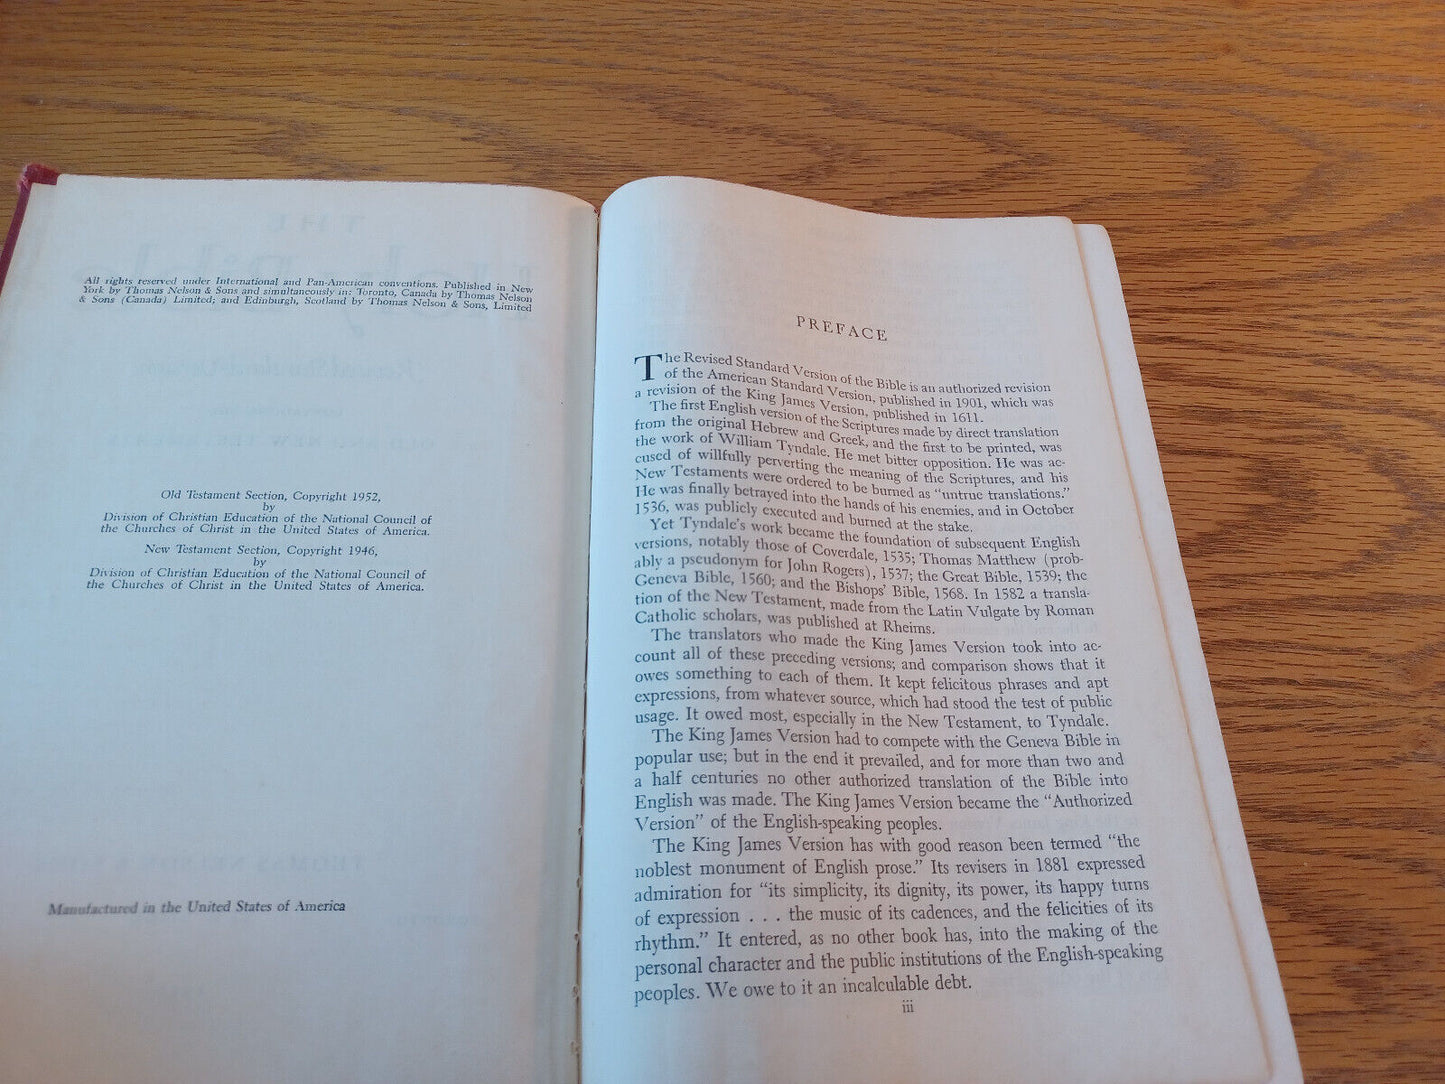 All rights reserved under International and Pan-American conventions. Published in New
York by Thomas Nelson & Sons and simultaneously in: Toronto, Canada by Thomas Nelson
& Sons (Canada) Limited; and Edinburgh, Scotland by Thomas Nelson & Sons, Limited
Old Testament Section, Copyright 1952,
by
Division of Christian Education of the National Council of
the Churches of Christ in the United States of America.
New Testament Section, Copyright 1946,
by
Division of Christian Education of the National Council of
the Churches of Christ in the United States of America.
Manufactured in the United States of America
PREFACE
The Revised Standard Version of the Bible is an authorized revision
of the American Standard Version, published in 1901, which was
a revision of the King James Version, published in 1611.
The first English version of the Scriptures made by direct translation
from the original Hebrew and Greek, and the first to be printed, was
the work of William Tyndale. He met bitter opposition. He was ac-
cused of willfully perverting the meaning of the Scriptures, and his
New Testaments were ordered to be burned as “untrue translations.”
He was finally betrayed into the hands of his enemies, and in October
1536, was publicly executed and burned at the stake.
Yet Tyndale’s work became the foundation of subsequent English
versions, notably those of Coverdale, 1535; Thomas Matthew (prob-
ably a pseudonym for John Rogers), 1537; the Great Bible, 1539; the
Geneva Bible, 1560; and the Bishops’ Bible, 1568. In 1582 a transla-
tion of the New Testament, made from the Latin Vulgate by Roman
Catholic scholars, was published at Rheims.
The translators who made the King James Version took into ac-
count all of these preceding versions; and comparison shows that it
owes something to each of them. It kept felicitous phrases and apt
expressions, from whatever source, which had stood the test of public
usage. It owed most, especially in the New Testament, to Tyndale.
The King James Version had to compete with the Geneva Bible in
popular use; but in the end it prevailed, and for more than two and
a half centuries no other authorized translation of the Bible into
English was made. The King James Version became the “Authorized
Version” of the English-speaking peoples.
The King James Version has with good reason been termed “the
noblest monument of English prose.” Its revisers in 1881 expressed
admiration for “its simplicity, its dignity, its power, its happy turns
of expression . . . the music of its cadences, and the felicities of its
rhythm.” It entered, as no other book has, into the making of the
personal character and the public institutions of the English-speaking
peoples. We owe to it an incalculable debt.
iii